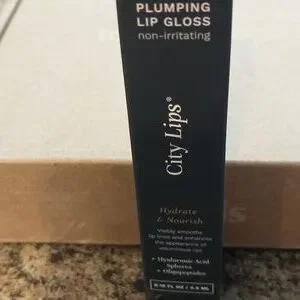 PLUMPING
LIP GLOSS
non-irritating
City Lips®
Hydrate
& Nourish
Visibly smooths
lip lines and enhances
the appearance of
voluminous lips
+ Hyaluronic Acid
Spheres
+ Oligopeptides